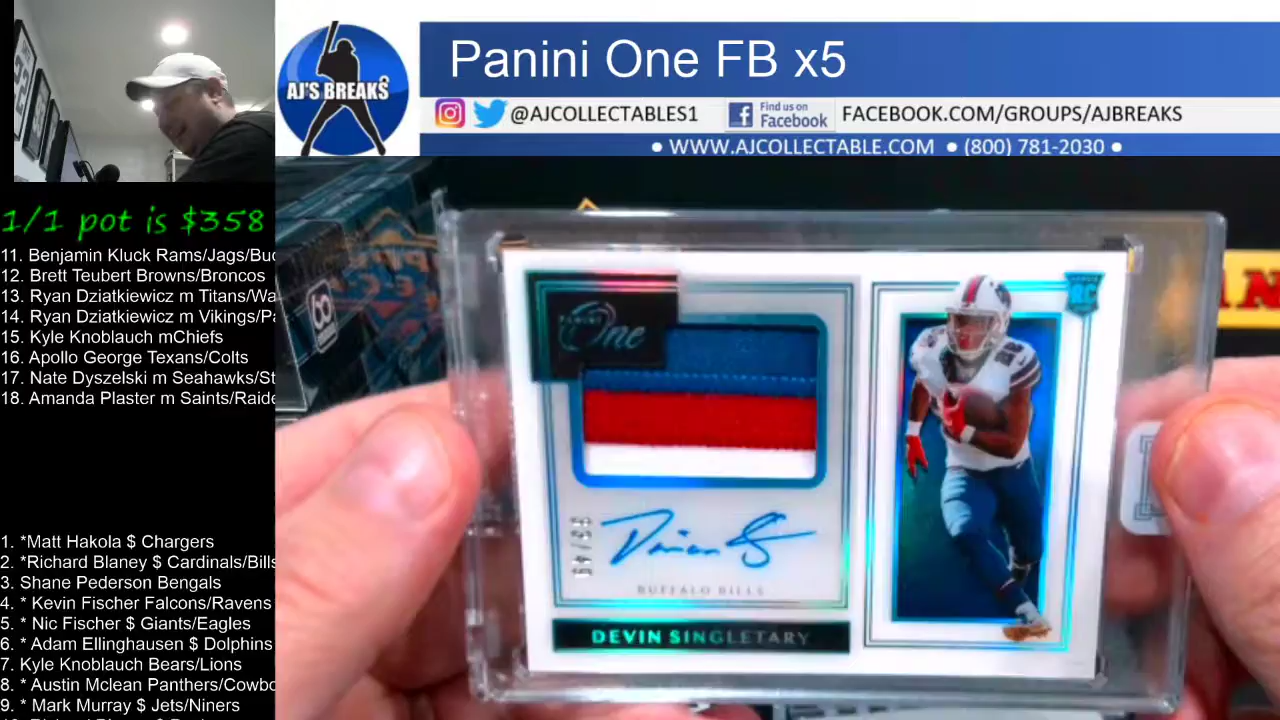 Panini One FB x5
AJ'S BREAKS
@AJCOLLECTABLES1
Find us on
Facebook
FACEBOOK.COM/GROUPS/AJBREAKS
• WWW.AJCOLLECTABLE.COM • (800) 781-2030 •
1/1 pot is $358
11. Benjamin Kluck Rams/Jags/Buc
12. Brett Teubert Browns/Broncos
13. Ryan Dziatkiewicz m Titans/Wa
14. Ryan Dziatkiewicz m Vikings/Pa
15. Kyle Knoblauch mChiefs
16. Apollo George Texans/Colts
17. Nate Dyszelski m Seahawks/St
18. Amanda Plaster m Saints/Raide
1. *Matt Hakola $ Chargers
2. *Richard Blaney $ Cardinals/Bills
3. Shane Pederson Bengals
4. * Kevin Fischer Falcons/Ravens
5. * Nic Fischer $ Giants/Eagles
6. * Adam Ellinghausen $ Dolphins
7. Kyle Knoblauch Bears/Lions
8. * Austin Mclean Panthers/Cowbo
9. * Mark Murray $ Jets/Niners
PANINI
One
RC
BUFFALO BILLS
DEVIN SINGLETARY